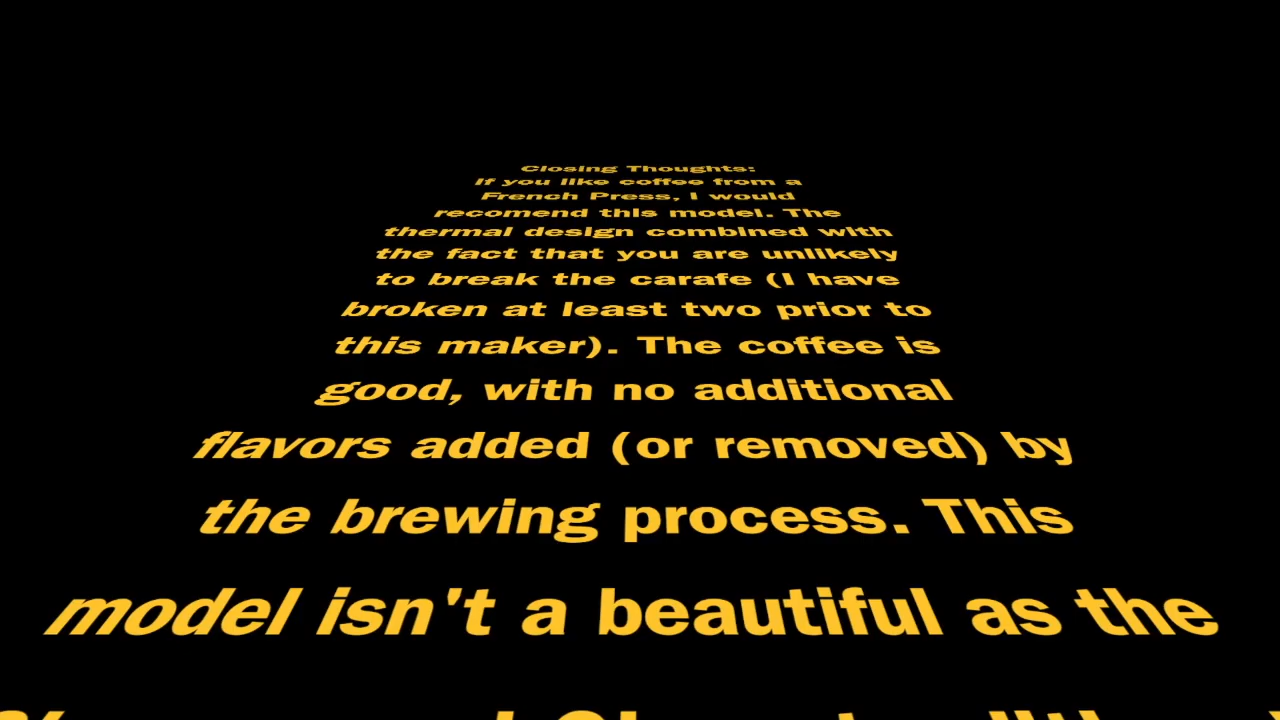 Closing Thoughts:
If you like coffee from a
French Press, I would
recomend this model. The
thermal design combined with
the fact that you are unlikely
to break the carafe (I have
broken at least two prior to
this maker). The coffee is
good, with no additional
flavors added (or removed) by
the brewing process. This
model isn't a beautiful as the